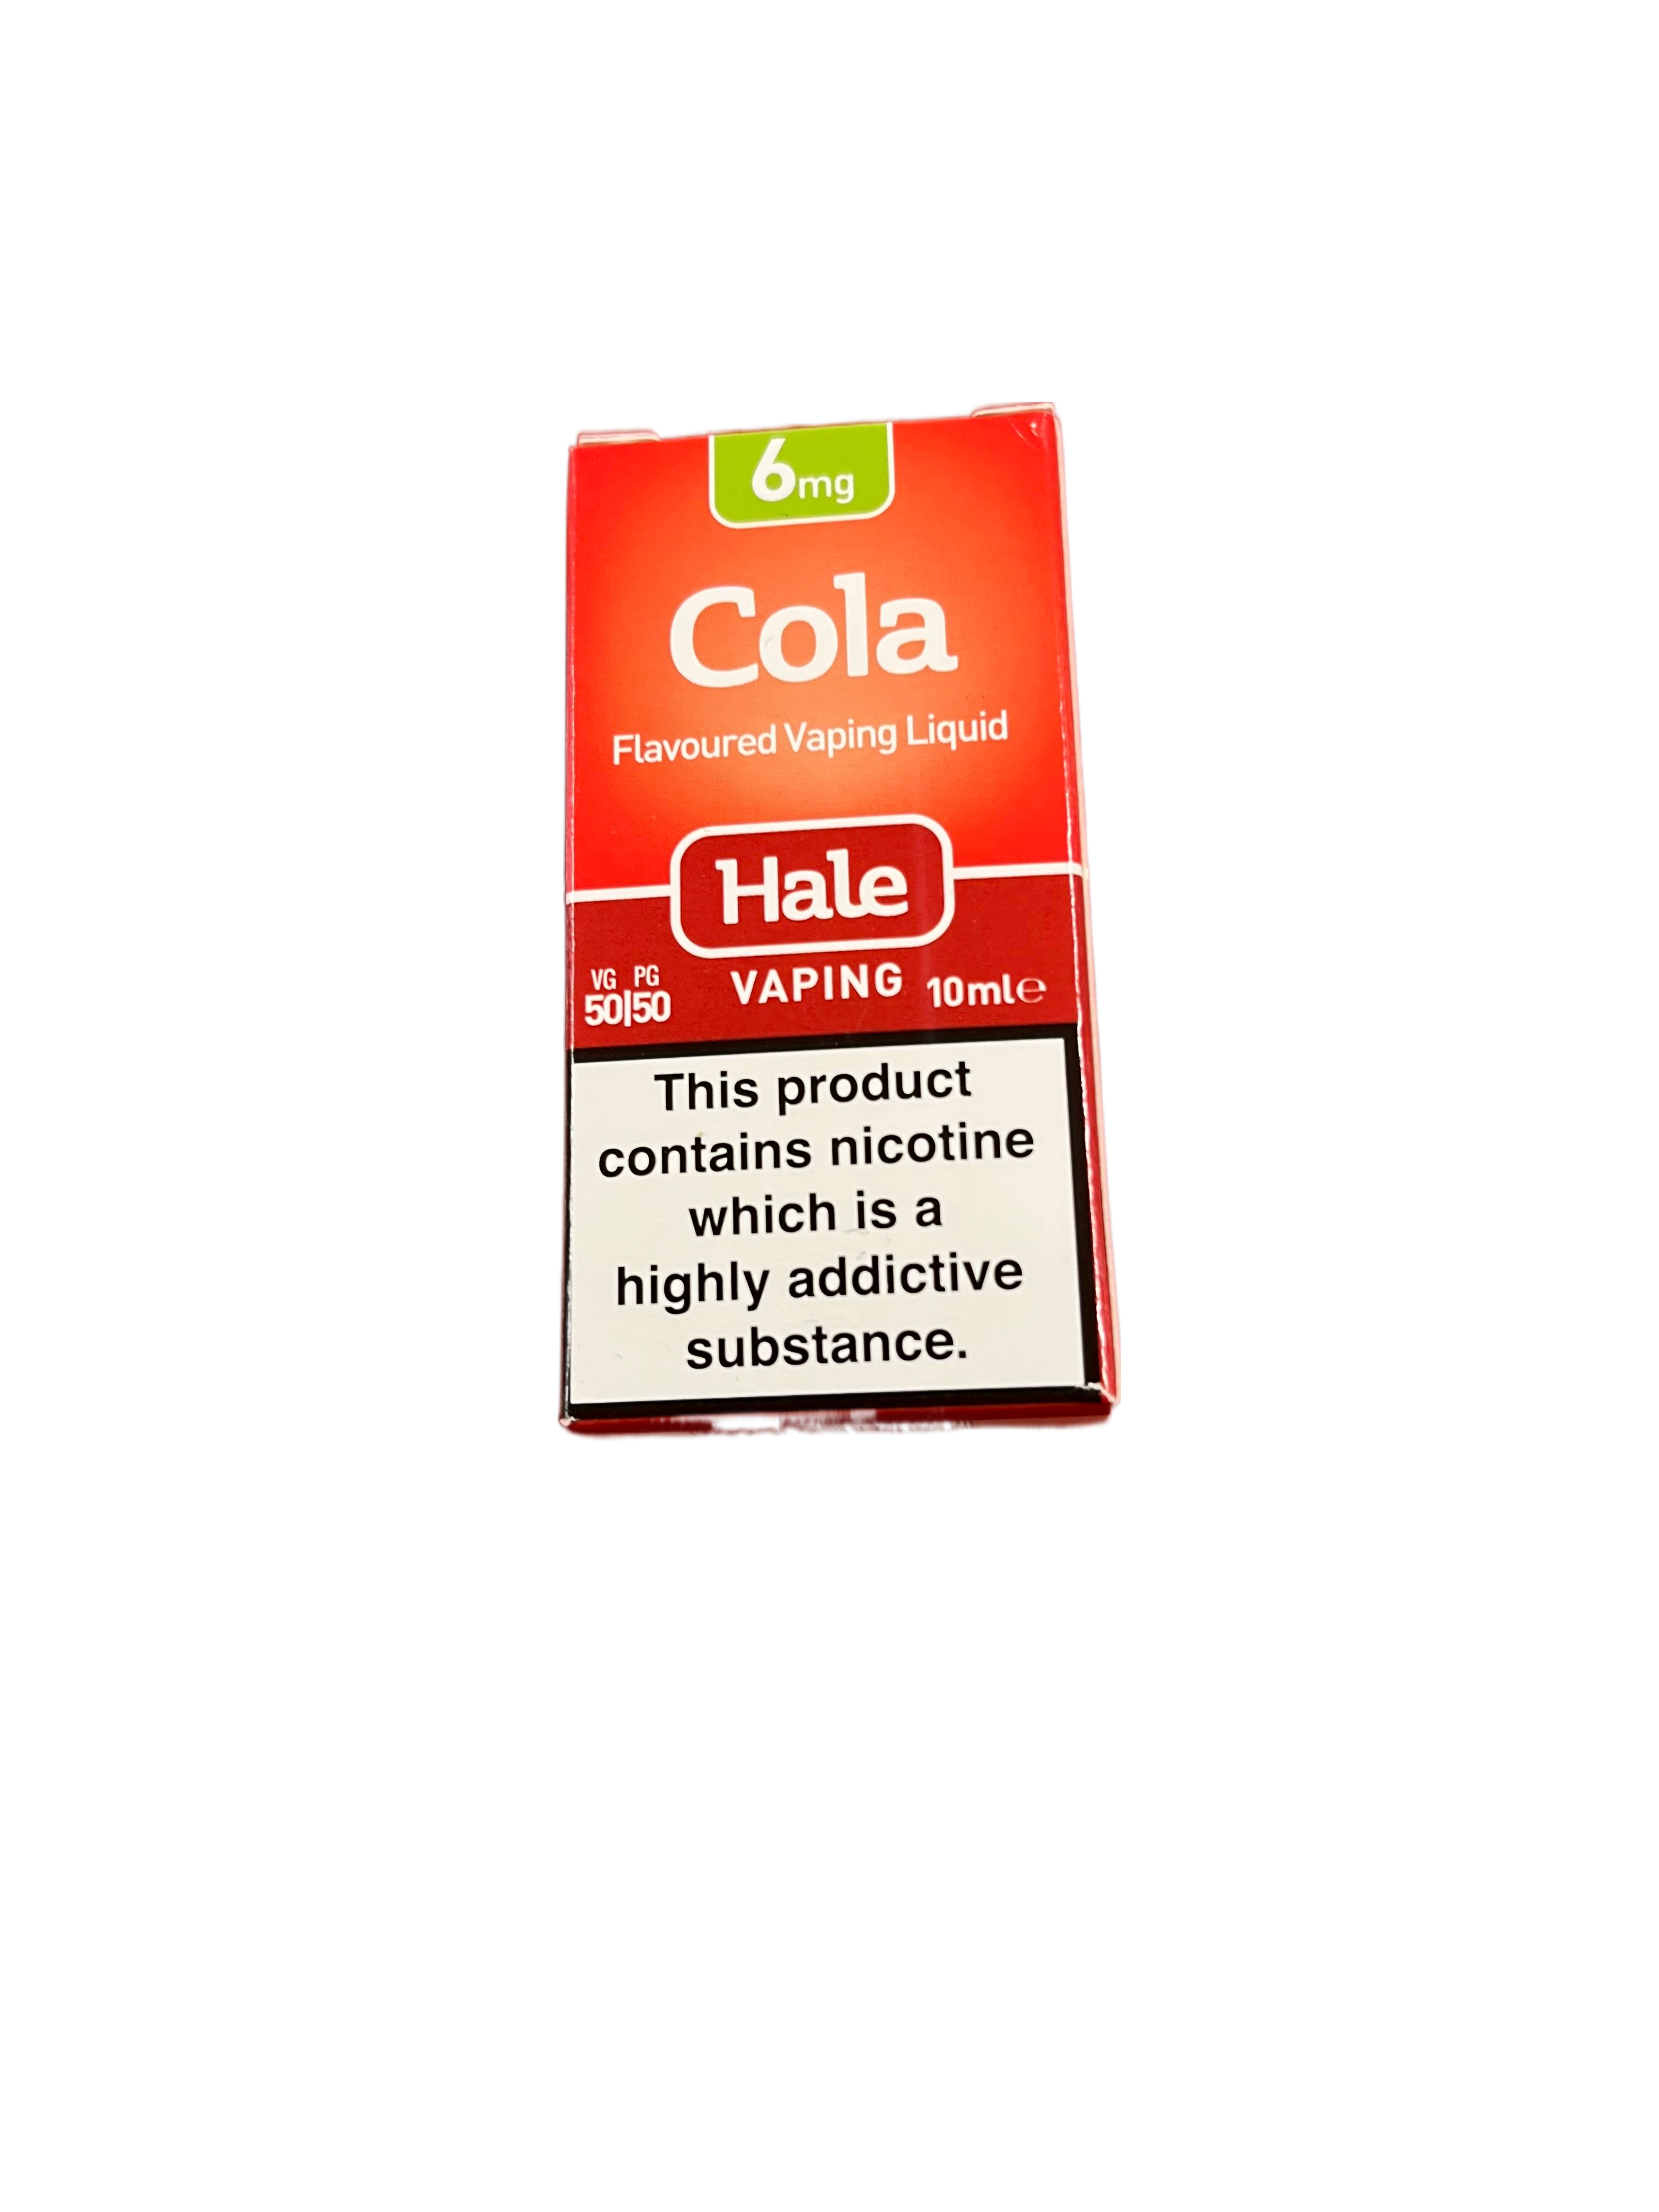 6mg
Cola
Flavoured Vaping Liquid
Hale
VG PG
50|50
VAPING
10ml℮
This product
contains nicotine
which is a
highly addictive
substance.